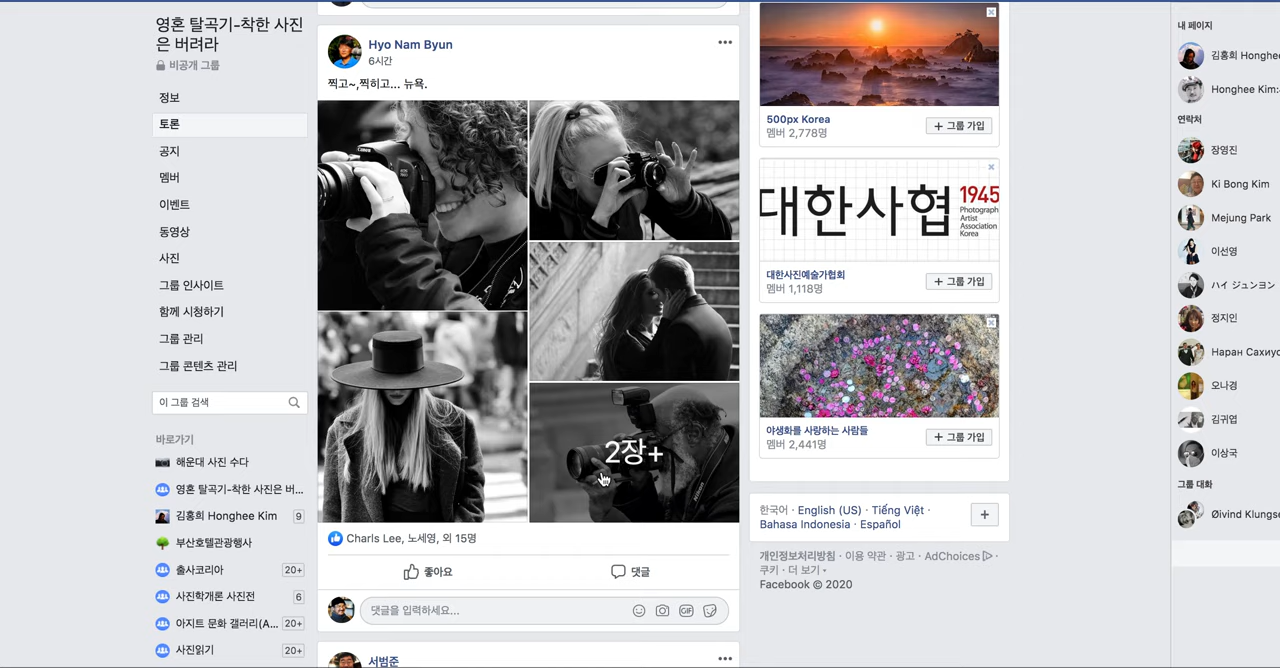 영혼 탈곡기-착한 사진
은 버려라
비공개 그룹
정보
토론
공지
멤버
이벤트
동영상
사진
그룹 인사이트
함께 시청하기
그룹 관리
그룹 콘텐츠 관리
이 그룹 검색
바로가기
해운대 사진 수다
영혼 탈곡기-착한 사진은 버...
김홍희 Honghee Kim 9
부산호텔관광행사
출사코리아 20+
사진학개론 사진전 6
아지트 문화 갤러리(A... 20+
사진읽기 20+
Hyo Nam Byun
6시간
찍고~,찍히고... 뉴욕.
2장+
Charls Lee, 노세영, 외 15명
좋아요
댓글
댓글을 입력하세요...
GIF
서범준
500px Korea
멤버 2,778명
+ 그룹 가입
대한사협
1945
Photograph
Artist
Association
Korea
대한사진예술가협회
멤버 1,118명
+ 그룹 가입
야생화를 사랑하는 사람들
멤버 2,441명
+ 그룹 가입
한국어 · English (US) · Tiếng Việt ·
Bahasa Indonesia · Español
개인정보처리방침 · 이용 약관 · 광고 · AdChoices ·
쿠키 · 더 보기
Facebook © 2020
내 페이지
김홍희 Honghee
Honghee Kim:
연락처
장영진
Ki Bong Kim
Mejung Park
이선영
ハイ ジュンヨン
정지인
Наран Сэхиус
오나경
김귀엽
이상국
그룹 대화
Øivind Klungse